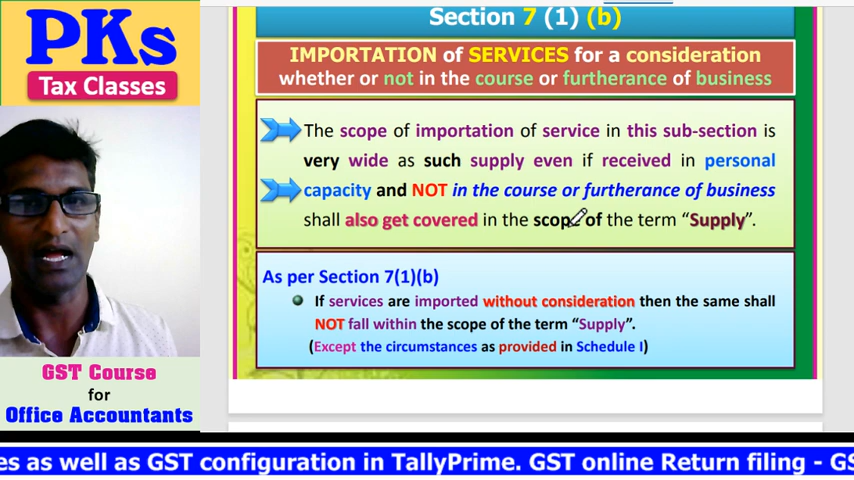 PKs
Tax Classes
Section 7 (1) (b)
IMPORTATION of SERVICES for a consideration
whether or not in the course or furtherance of business
The scope of importation of service in this sub-section is
very wide as such supply even if received in personal
capacity and NOT in the course or furtherance of business
shall also get covered in the scope of the term “Supply”.
As per Section 7(1)(b)
If services are imported without consideration then the same shall
NOT fall within the scope of the term “Supply”.
(Except the circumstances as provided in Schedule I)
GST Course
for
Office Accountants
es as well as GST configuration in TallyPrime. GST online Return filing - GS